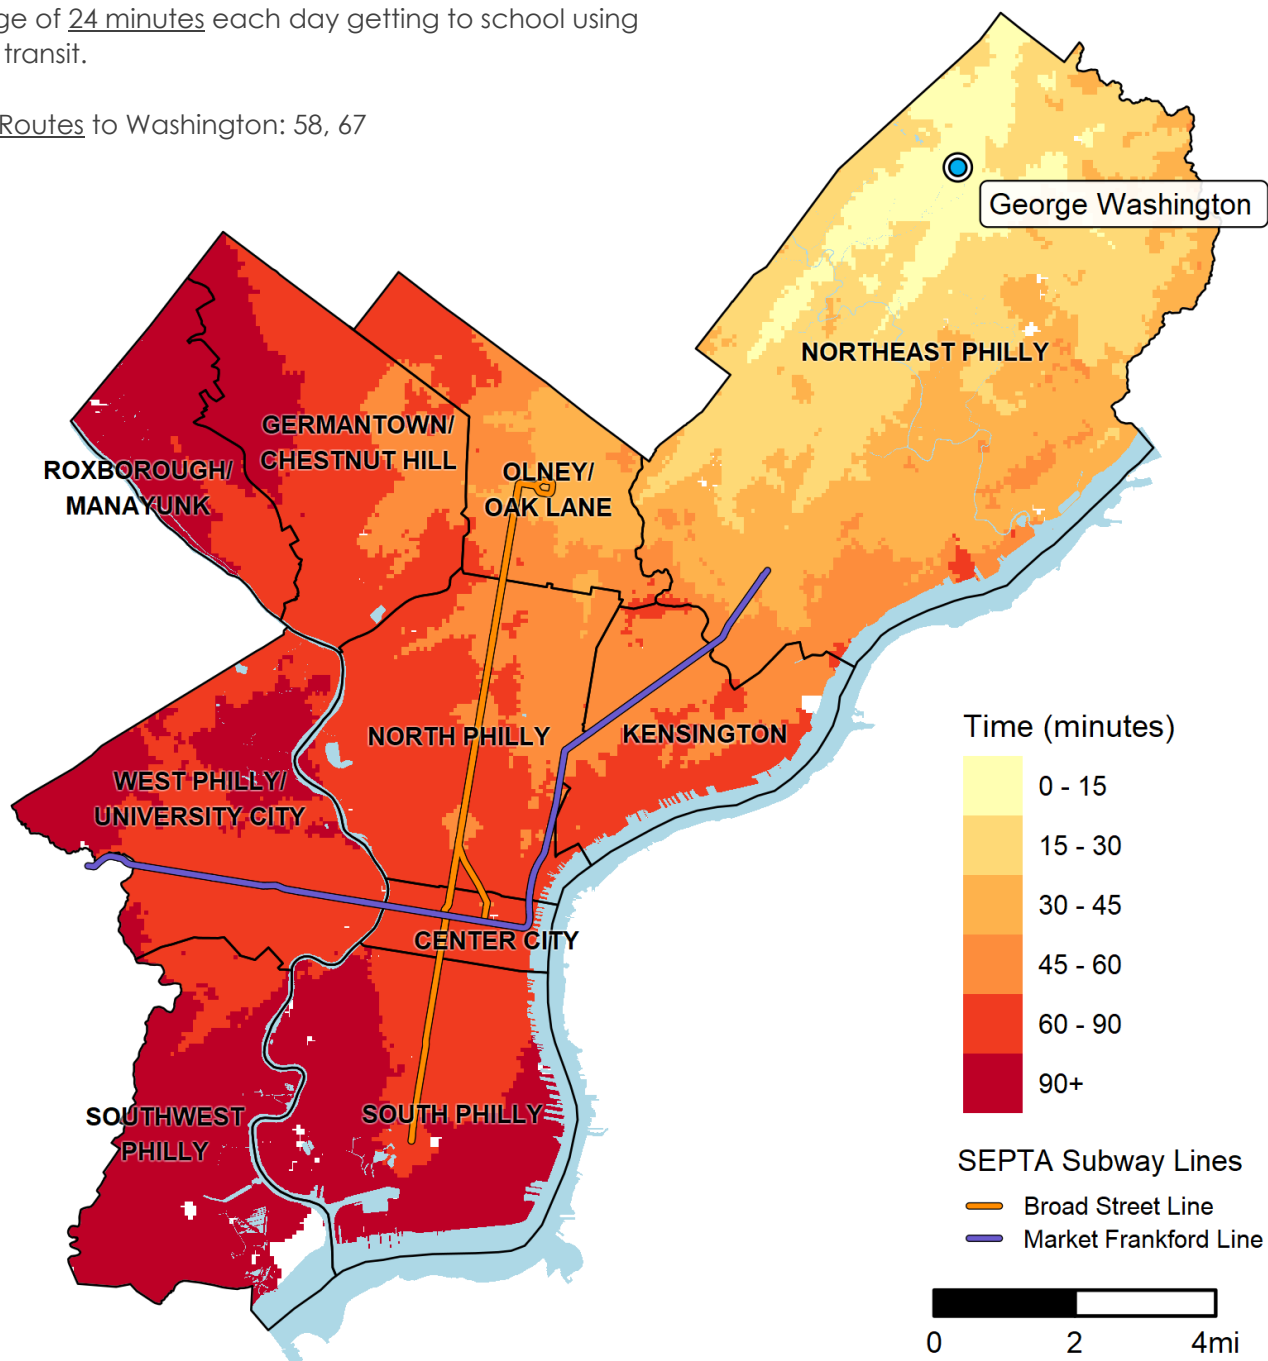 ge of 24 minutes each day getting to school using
transit.
Routes to Washington: 58, 67
George Washington
NORTHEAST PHILLY
GERMANTOWN/
CHESTNUT HILL
ROXBOROUGH/
MANAYUNK
OLNEY/
OAK LANE
NORTH PHILLY
KENSINGTON
WEST PHILLY/
UNIVERSITY CITY
CENTER CITY
SOUTHWEST
PHILLY
SOUTH PHILLY
Time (minutes)
0 - 15
15 - 30
30 - 45
45 - 60
60 - 90
90+
SEPTA Subway Lines
Broad Street Line
Market Frankford Line
0 2 4mi